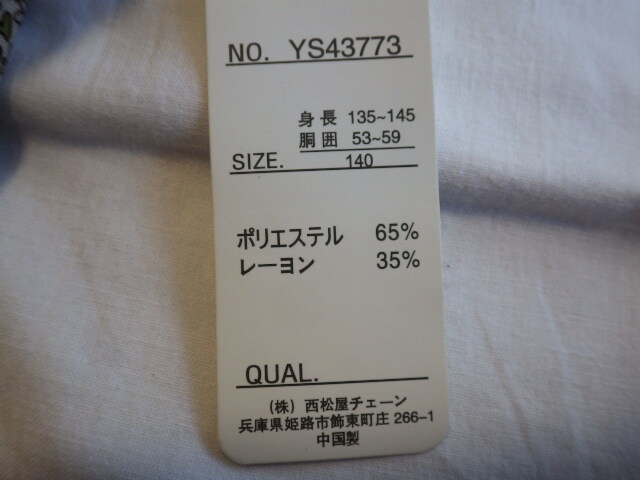 NO. YS43773
身長 135~145
胴囲 53~59
SIZE. 140
ポリエステル 65%
レーヨン 35%
QUAL.
(株) 西松屋チェーン
兵庫県姫路市飾東町庄 266-1
中国製